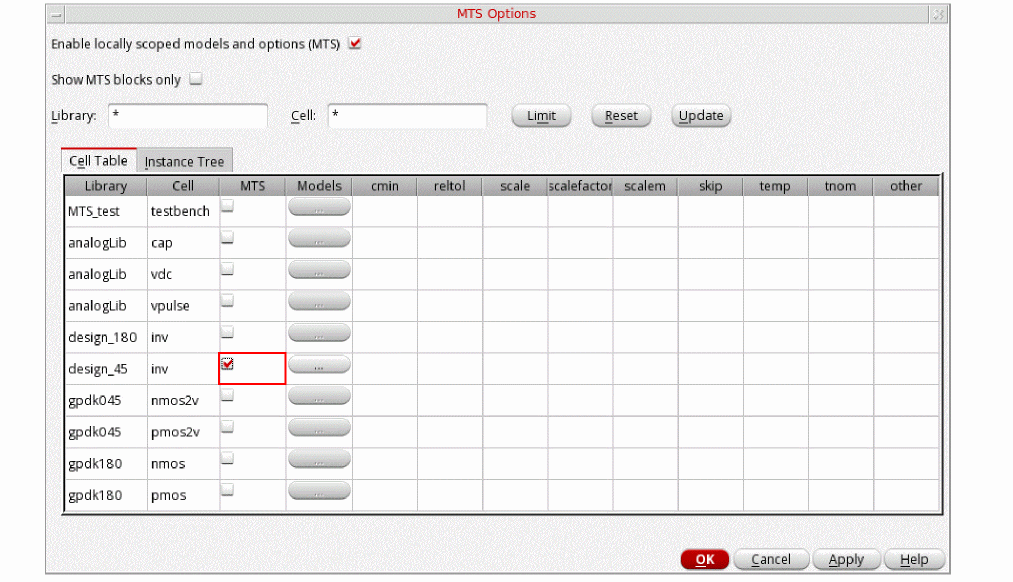 MTS Options
Enable locally scoped models and options (MTS)
Show MTS blocks only
Library: * Cell: * Limit Reset Update
Cell Table Instance Tree
Library Cell MTS Models cmin reltol scale scalefactor scalem skip temp tnom other
MTS_test testbench ...
analogLib cap ...
analogLib vdc ...
analogLib vpulse ...
design_180 inv ...
design_45 inv ...
gpdk045 nmos2v ...
gpdk045 pmos2v ...
gpdk180 nmos ...
gpdk180 pmos ...
OK Cancel Apply Help